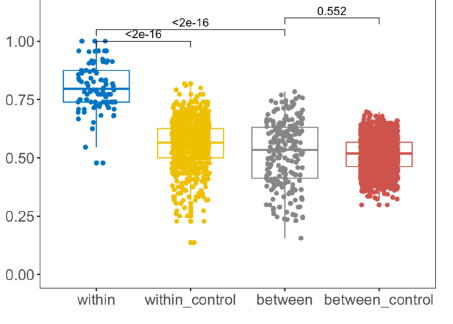 0.552
<2e-16
<2e-16
1.00
0.75
0.50
0.25
0.00
within within_control between between_control